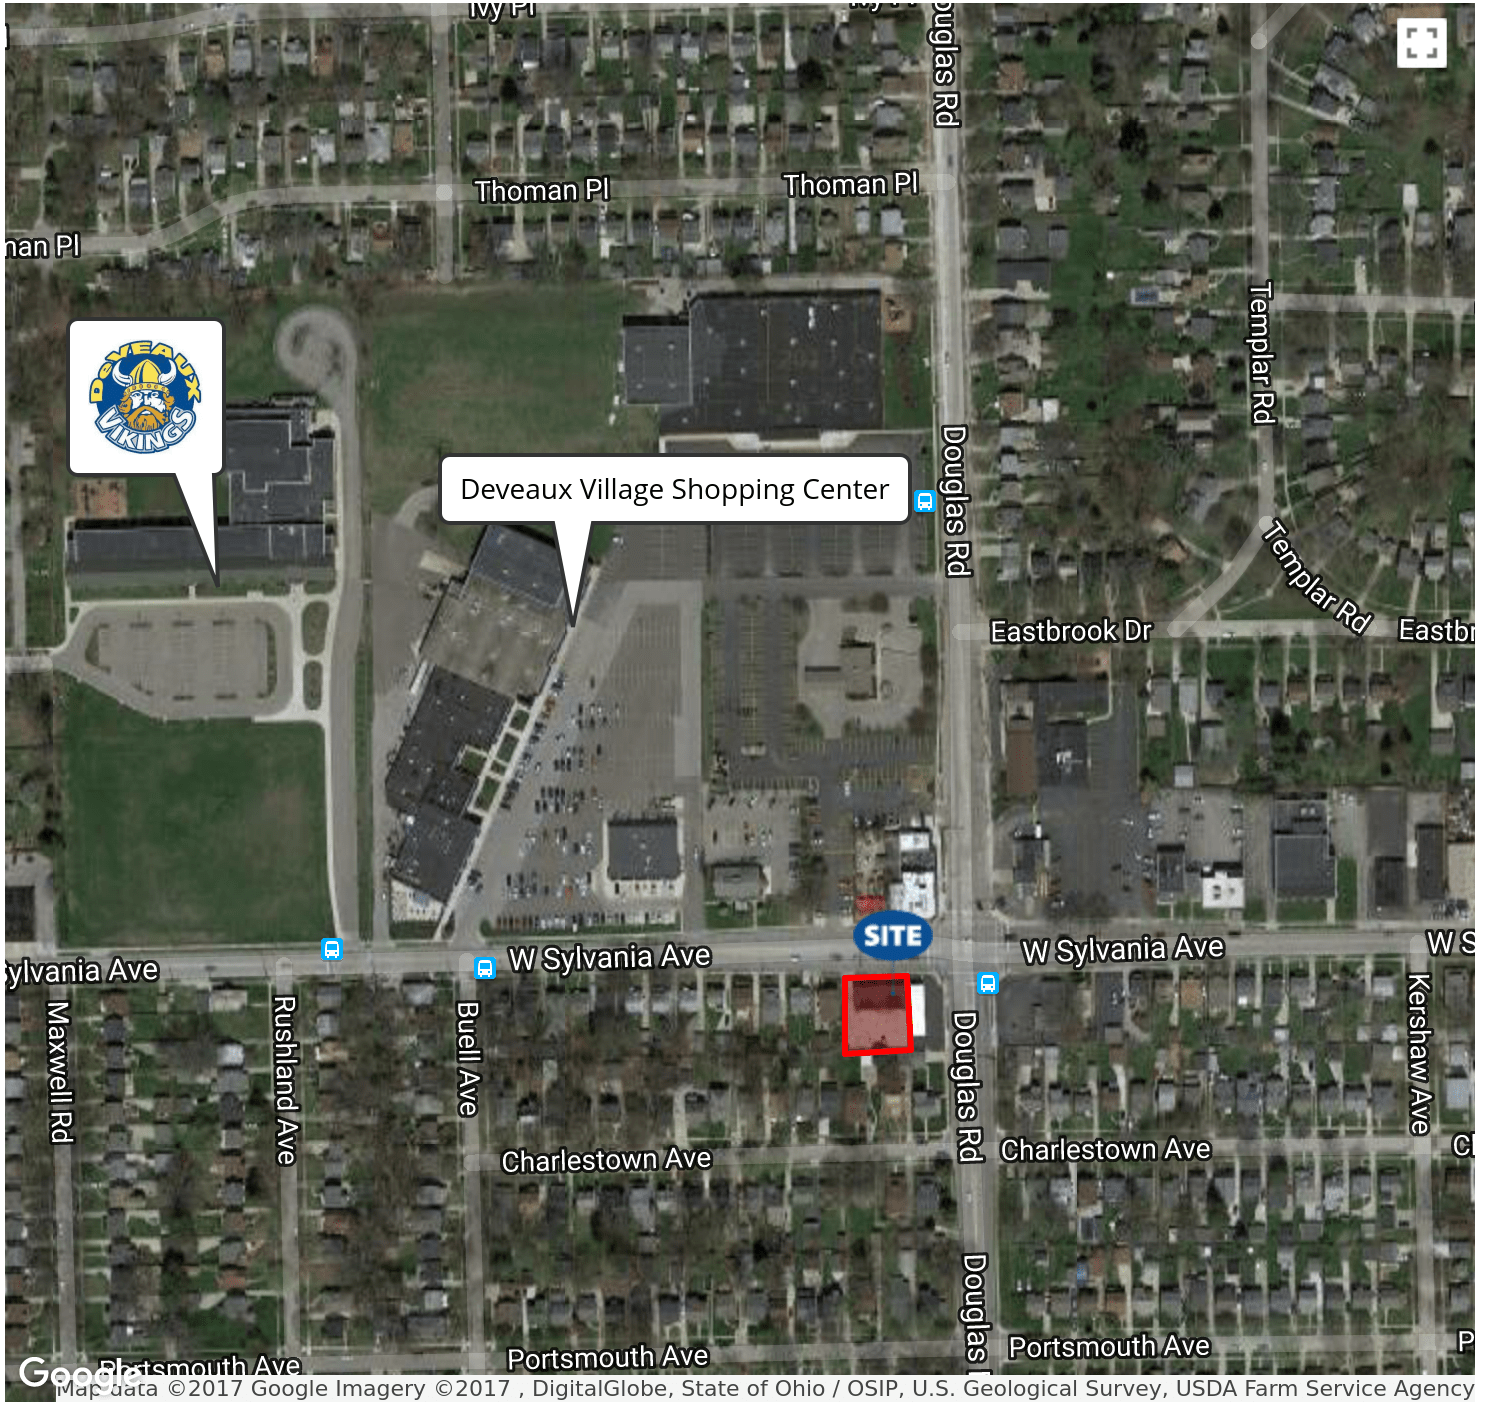 Ivy Pl
Douglas Rd
Thoman Pl
Thoman Pl
man Pl
Templar Rd
DeVEAUX
VIKINGS
Douglas Rd
Deveaux Village Shopping Center
Templar Rd
Eastbrook Dr
Eastbr
SITE
W Sylvania Ave
W Sylvania Ave
W S
Sylvania Ave
Maxwell Rd
Rushland Ave
Buell Ave
Douglas Rd
Kershaw Ave
Charlestown Ave
Charlestown Ave
Cl
Douglas
Portsmouth Ave
Portsmouth Ave
Portsmouth Ave
P
Google
Map data ©2017 Google Imagery ©2017 , DigitalGlobe, State of Ohio / OSIP, U.S. Geological Survey, USDA Farm Service Agency